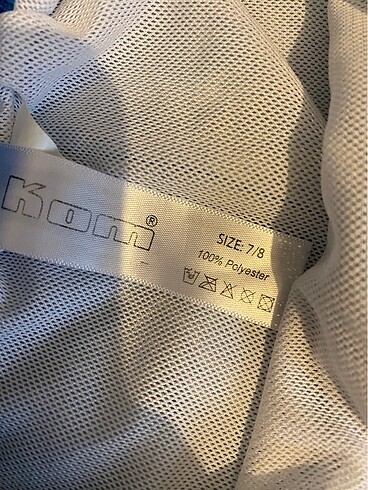 Kom®
SIZE: 7/8
100% Polyester